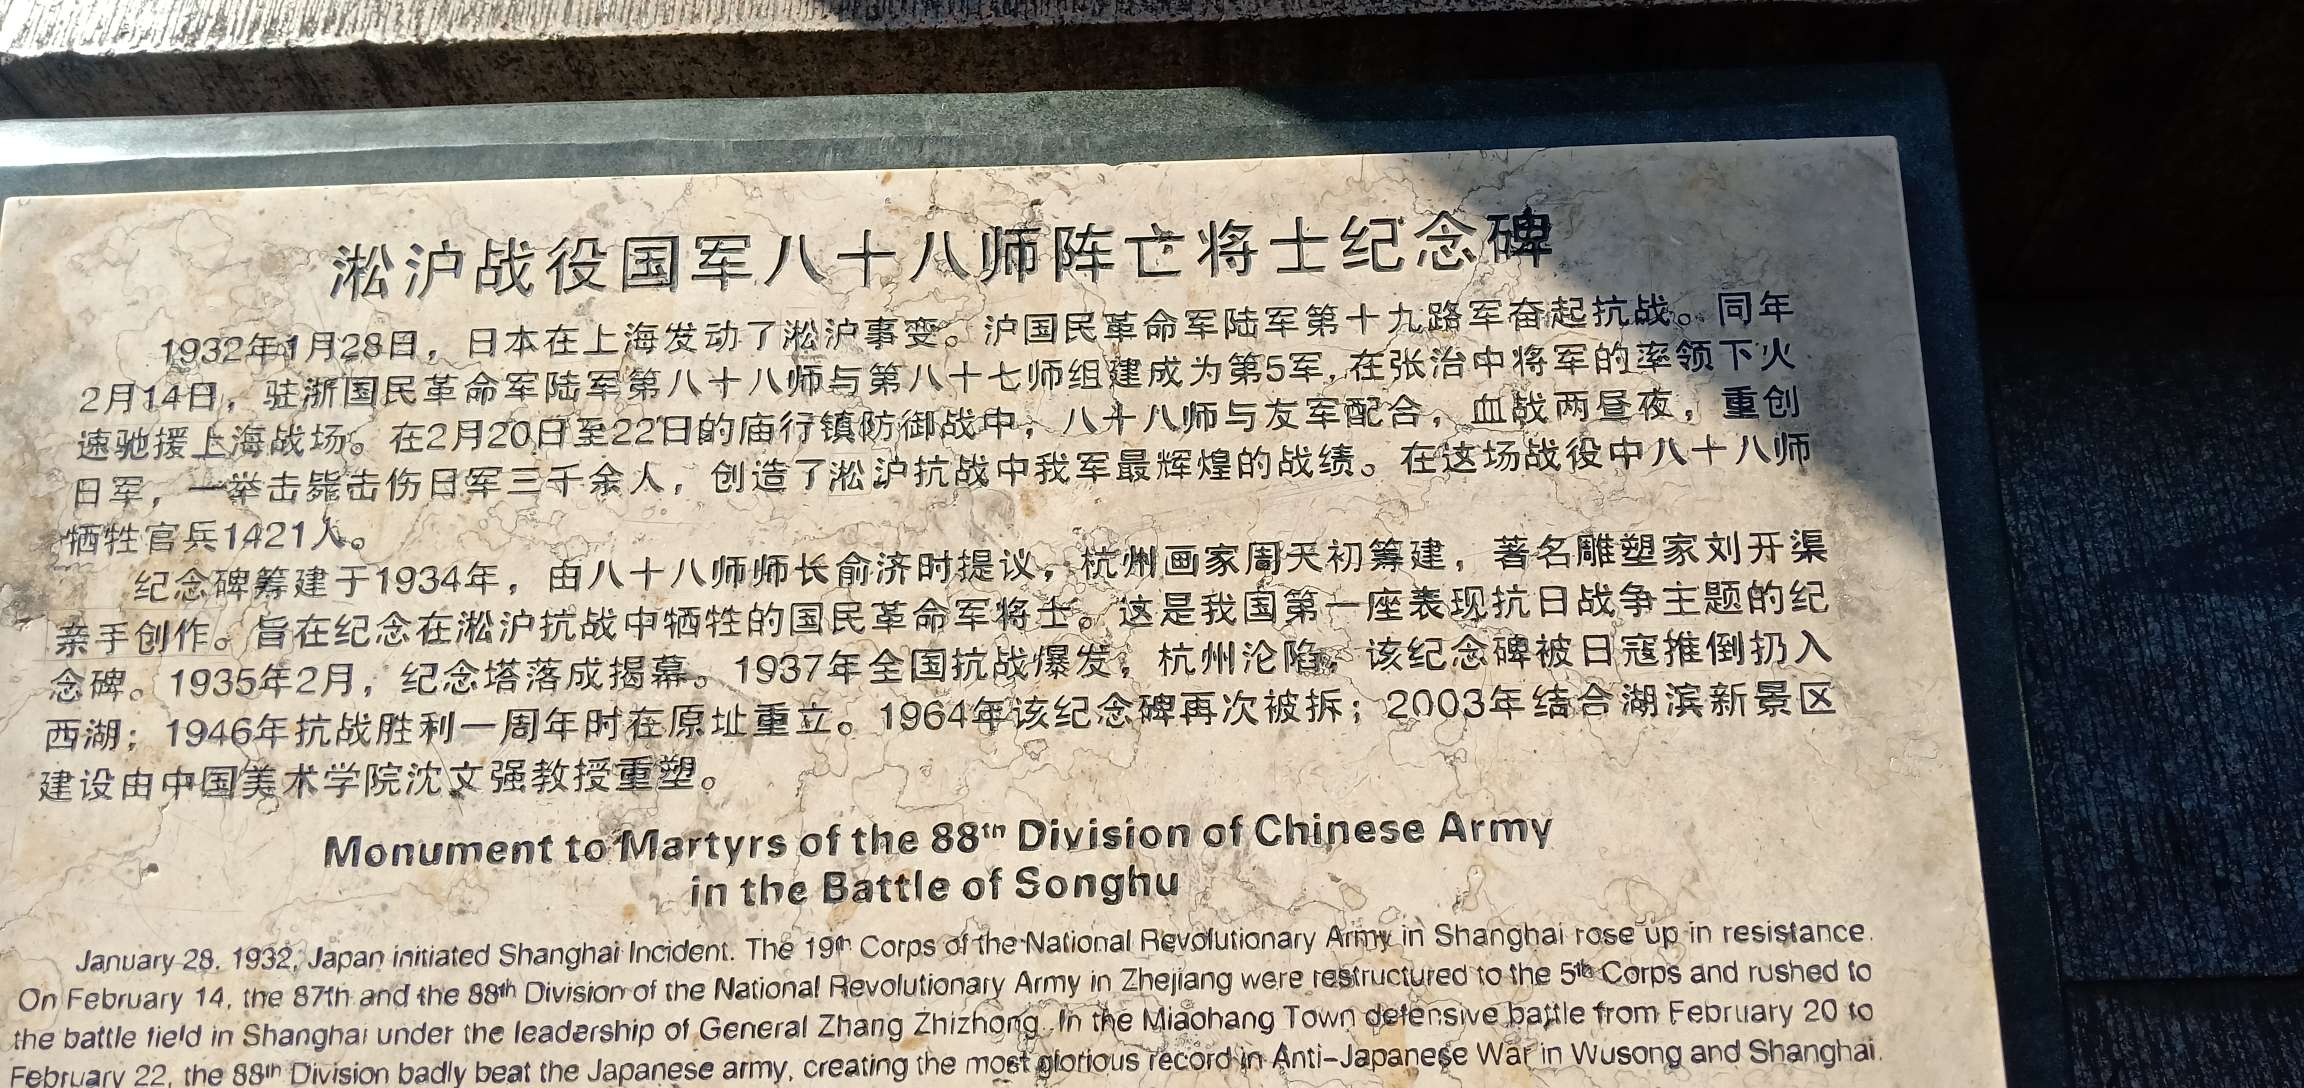 淞沪战役国军八十八师阵亡将士纪念碑
1932年1月28日，日本在上海发动了淞沪事变。沪国民革命军陆军第十九路军奋起抗战。同年
2月14日，驻浙国民革命军陆军第八十八师与第八十七师组建成为第5军，在张治中将军的率领下火
速驰援上海战场。在2月20日至22日的庙行镇防御战中，八十八师与友军配合，血战两昼夜，重创
日军，一举击毙击伤日军三千余人，创造了淞沪抗战中我军最辉煌的战绩。在这场战役中八十八师
牺牲官兵1421人。
纪念碑筹建于1934年，由八十八师师长俞济时提议，杭州画家周天初筹建，著名雕塑家刘开渠
亲手创作。旨在纪念在淞沪抗战中牺牲的国民革命军将士。这是我国第一座表现抗日战争主题的纪
念碑。1935年2月，纪念塔落成揭幕。1937年全国抗战爆发，杭州沦陷，该纪念碑被日寇推倒扔入
西湖；1946年抗战胜利一周年时在原址重立。1964年该纪念碑再次被拆；2003年结合湖滨新景区
建设由中国美术学院沈文强教授重塑。
Monument to Martyrs of the 88th Division of Chinese Army
in the Battle of Songhu
January 28, 1932, Japan initiated Shanghai Incident. The 19th Corps of the National Revolutionary Army in Shanghai rose up in resistance.
On February 14, the 87th and the 88th Division of the National Revolutionary Army in Zhejiang were restructured to the 5th Corps and rushed to
the battle field in Shanghai under the leadership of General Zhang Zhizhong. In the Miaohang Town defensive battle from February 20 to
February 22, the 88th Division badly beat the Japanese army, creating the most glorious record in Anti-Japanese War in Wusong and Shanghai.